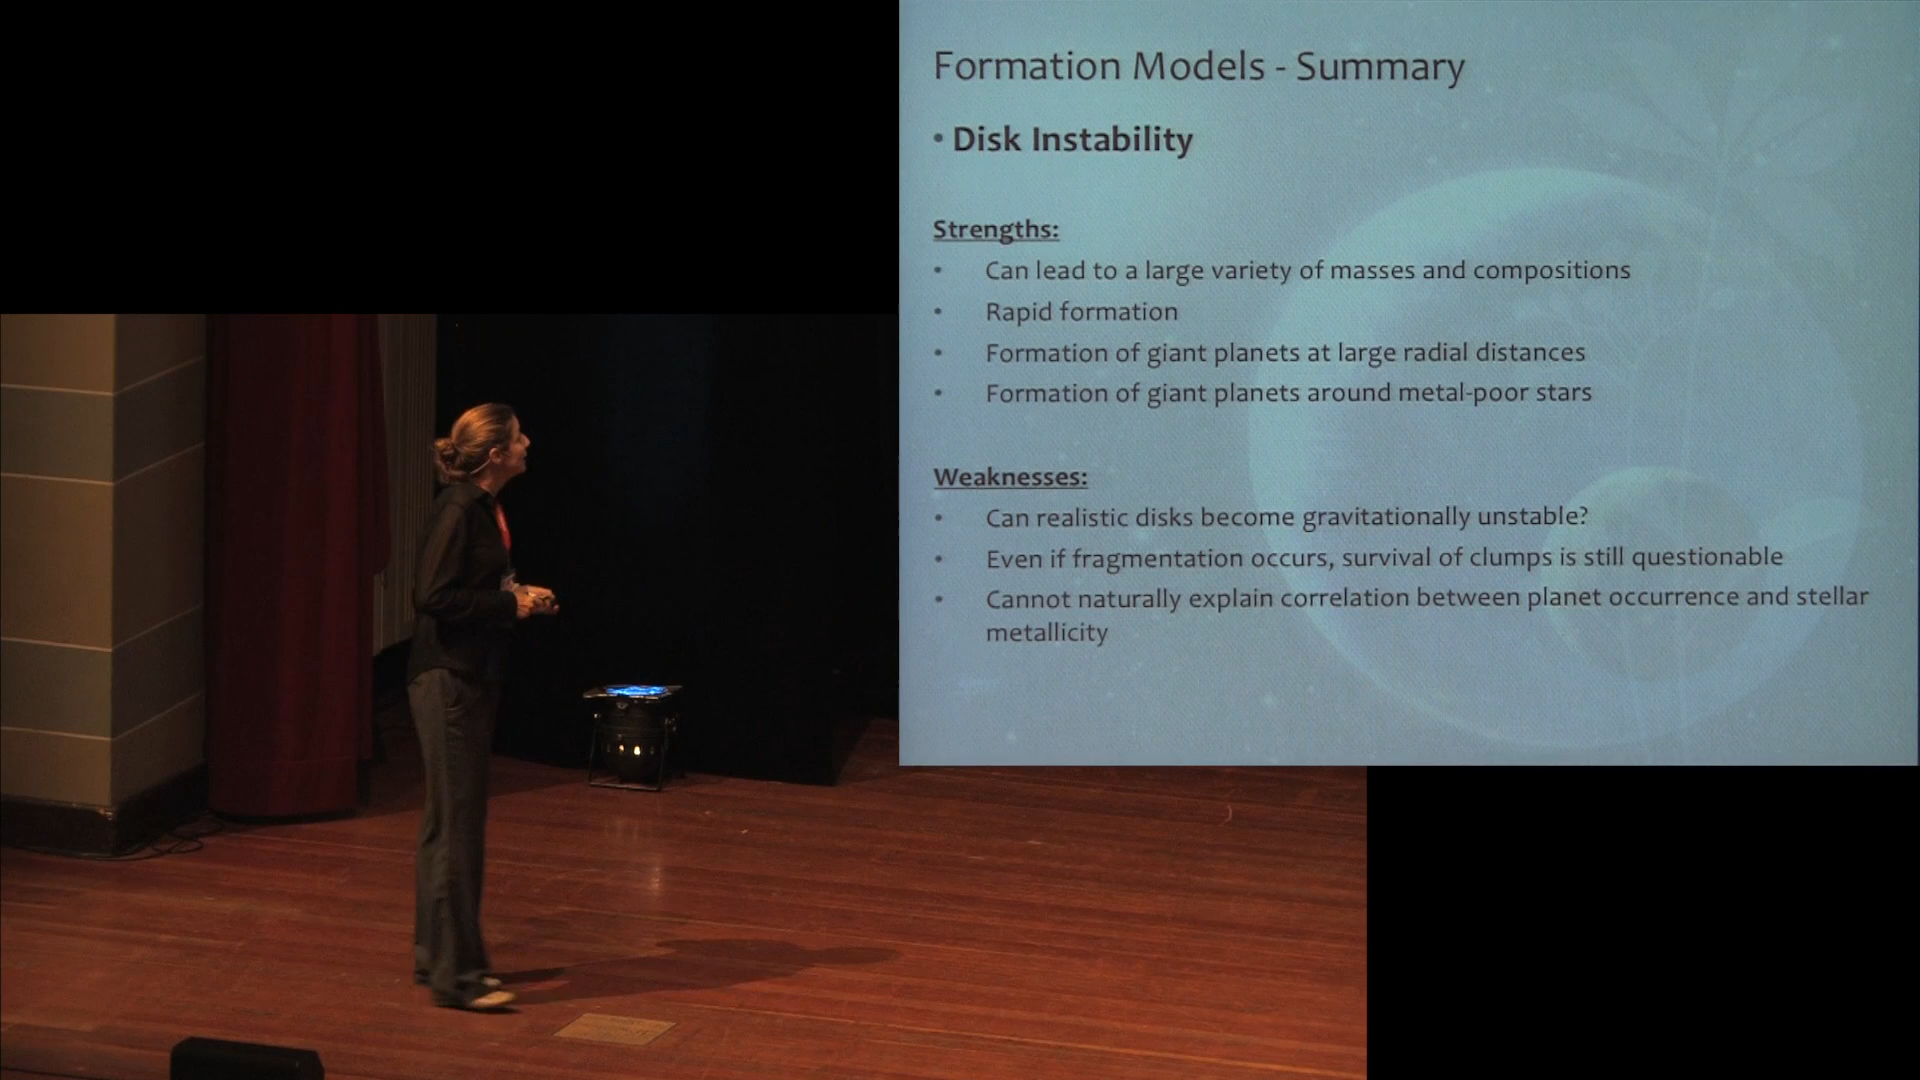 Formation Models - Summary
• Disk Instability
Strengths:
• Can lead to a large variety of masses and compositions
• Rapid formation
• Formation of giant planets at large radial distances
• Formation of giant planets around metal-poor stars
Weaknesses:
• Can realistic disks become gravitationally unstable?
• Even if fragmentation occurs, survival of clumps is still questionable
• Cannot naturally explain correlation between planet occurrence and stellar
metallicity